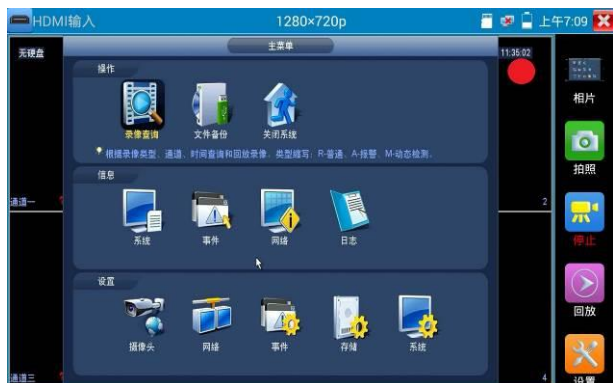 HDMI输入
1280×720p
上午7:09
无硬盘
主菜单
11:35:02
操作
录像查询
文件备份
关闭系统
根据录像类型、通道、时间查询和回放录像，类型缩写：R-普通，A-报警，M-动态检测。
通道一
2
信息
系统
事件
网络
日志
设置
摄像头
网络
事件
存储
系统
通道三
4
相片
拍照
停止
回放
设置